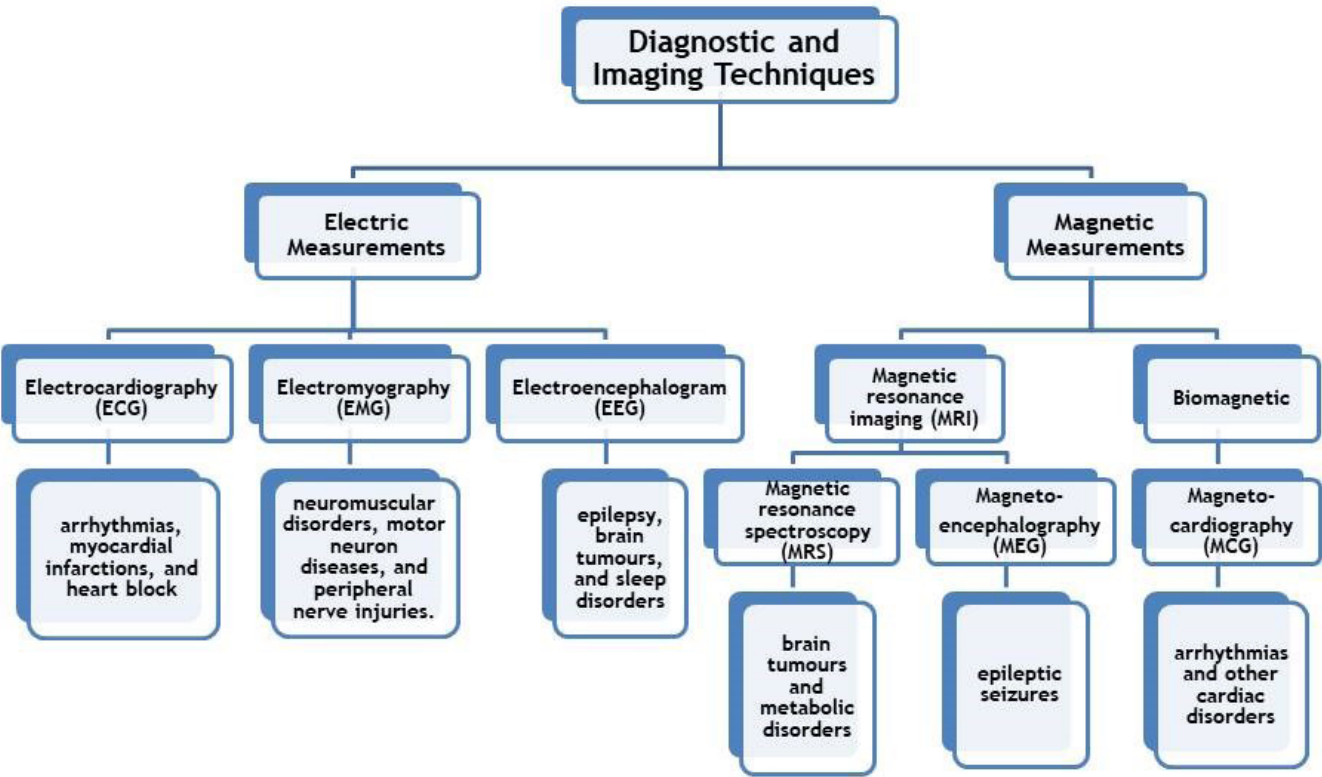 Diagnostic and
Imaging Techniques
Electric
Measurements
Magnetic
Measurements
Electrocardiography
(ECG)
Electromyography
(EMG)
Electroencephalogram
(EEG)
Magnetic
resonance
imaging (MRI)
Biomagnetic
arrhythmias,
myocardial
infarctions, and
heart block
neuromuscular
disorders, motor
neuron
diseases, and
peripheral
nerve injuries.
epilepsy,
brain
tumours,
and sleep
disorders
Magnetic
resonance
spectroscopy
(MRS)
Magneto-
encephalography
(MEG)
Magneto-
cardiography
(MCG)
brain
tumours
and
metabolic
disorders
epileptic
seizures
arrhythmias
and other
cardiac
disorders